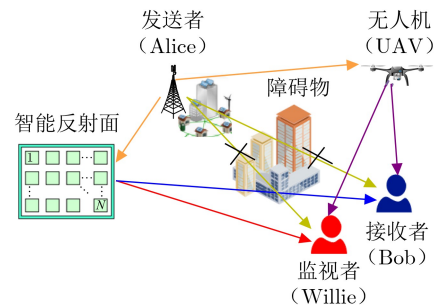 发送者
（Alice）
无人机
（UAV）
障碍物
智能反射面
1
N
接收者
（Bob）
监视者
（Willie）